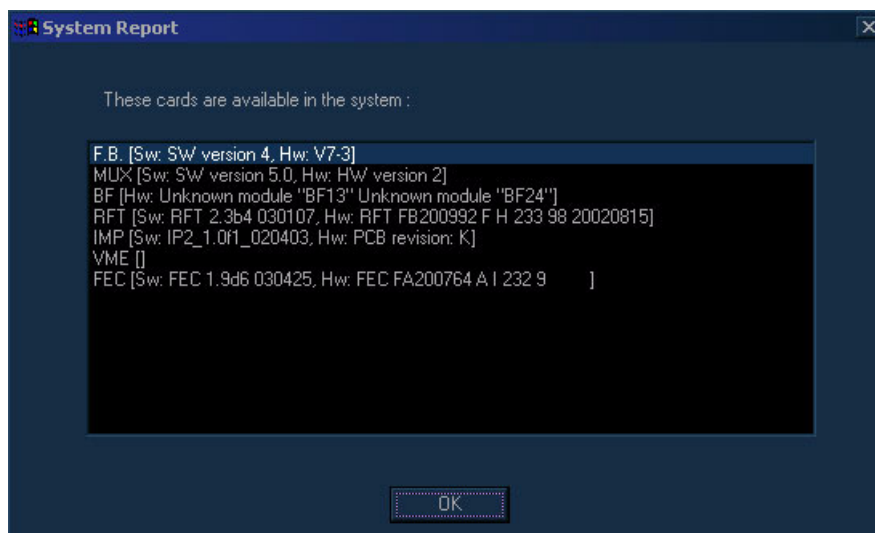 System Report
These cards are available in the system :
F.B. [Sw: SW version 4, Hw: V7-3]
MUX [Sw: SW version 5.0, Hw: HW version 2]
BF [Hw: Unknown module "BF13" Unknown module "BF24"]
RFT [Sw: RFT 2.3b4 030107, Hw: RFT FB200992 F H 233 98 20020815]
IMP [Sw: IP2_1.0f1_020403, Hw: PCB revision: K]
VME []
FEC [Sw: FEC 1.9d6 030425, Hw: FEC FA200764 A I 232 9 ]
OK